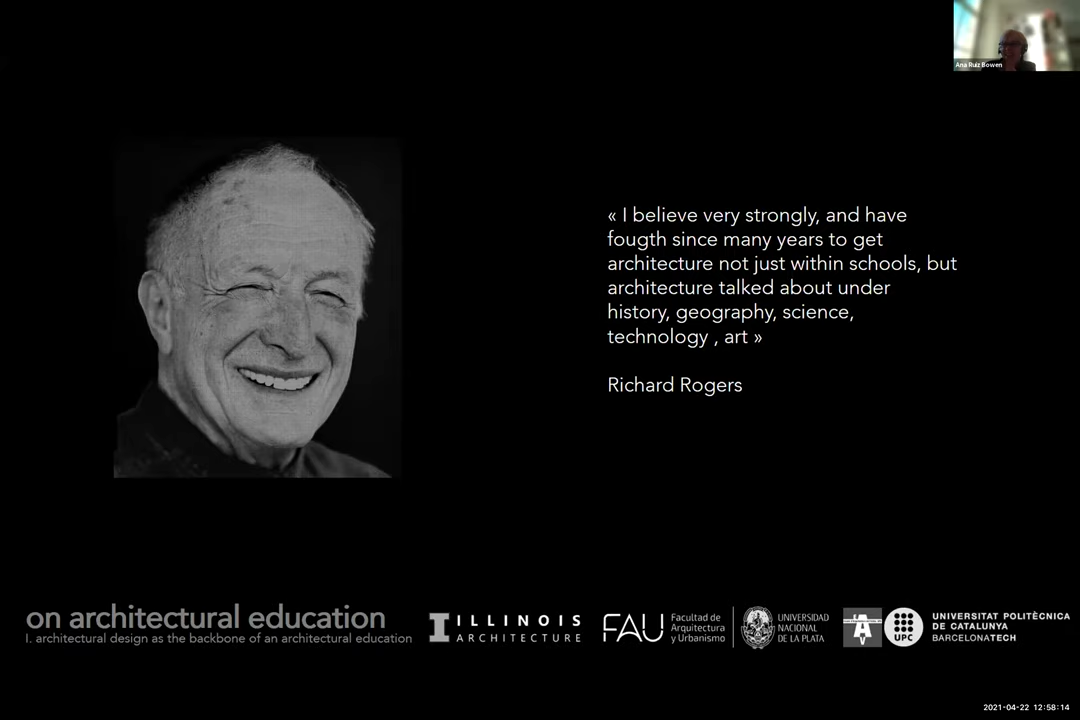 Ana Ruiz Bowen
« I believe very strongly, and have
fougth since many years to get
architecture not just within schools, but
architecture talked about under
history, geography, science,
technology , art »
Richard Rogers
on architectural education
I. architectural design as the backbone of an architectural education
ILLINOIS
ARCHITECTURE
FAU
Facultad de
Arquitectura
y Urbanismo
UNIVERSIDAD
NACIONAL
DE LA PLATA
UPC
UNIVERSITAT POLITÈCNICA
DE CATALUNYA
BARCELONATECH
2021-04-22 12:58:14